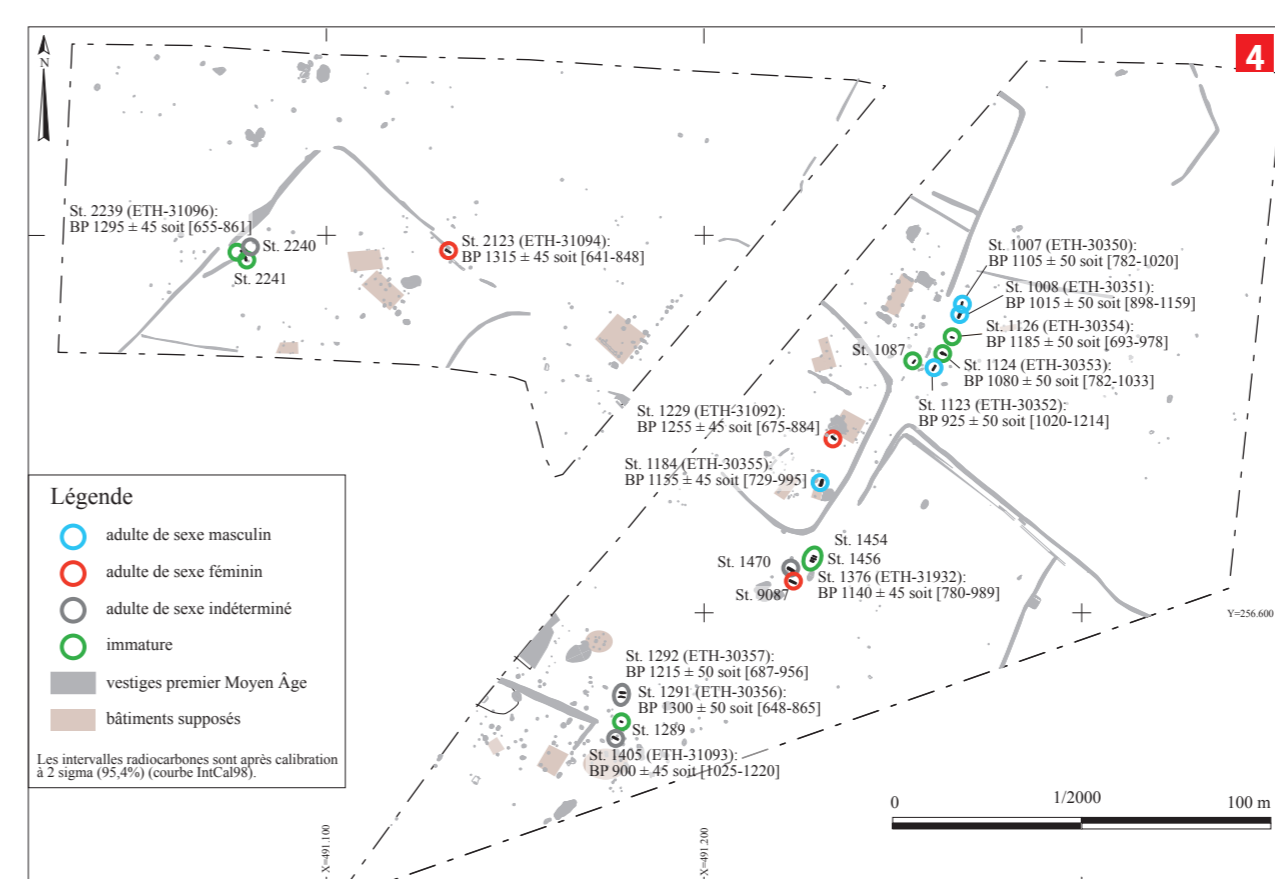 4
N
St. 2239 (ETH-31096):
BP 1295 ± 45 soit [655-861]
St. 2240
St. 2241
St. 2123 (ETH-31094):
BP 1315 ± 45 soit [641-848]
St. 1007 (ETH-30350):
BP 1105 ± 50 soit [782-1020]
St. 1008 (ETH-30351):
BP 1015 ± 50 soit [898-1159]
St. 1126 (ETH-30354):
BP 1185 ± 50 soit [693-978]
St. 1087
St. 1124 (ETH-30353):
BP 1080 ± 50 soit [782-1033]
St. 1123 (ETH-30352):
BP 925 ± 50 soit [1020-1214]
St. 1229 (ETH-31092):
BP 1255 ± 45 soit [675-884]
St. 1184 (ETH-30355):
BP 1155 ± 45 soit [729-995]
St. 1454
St. 1456
St. 1470
St. 1376 (ETH-31932):
BP 1140 ± 45 soit [780-989]
St. 9087
Y=256.600
St. 1292 (ETH-30357):
BP 1215 ± 50 soit [687-956]
St. 1291 (ETH-30356):
BP 1300 ± 50 soit [648-865]
St. 1289
St. 1405 (ETH-31093):
BP 900 ± 45 soit [1025-1220]
Légende
adulte de sexe masculin
adulte de sexe féminin
adulte de sexe indéterminé
immature
vestiges premier Moyen Âge
bâtiments supposés
Les intervalles radiocarbones sont après calibration
à 2 sigma (95,4%) (courbe IntCal98).
X=491.100
X=491.200
0 1/2000 100 m